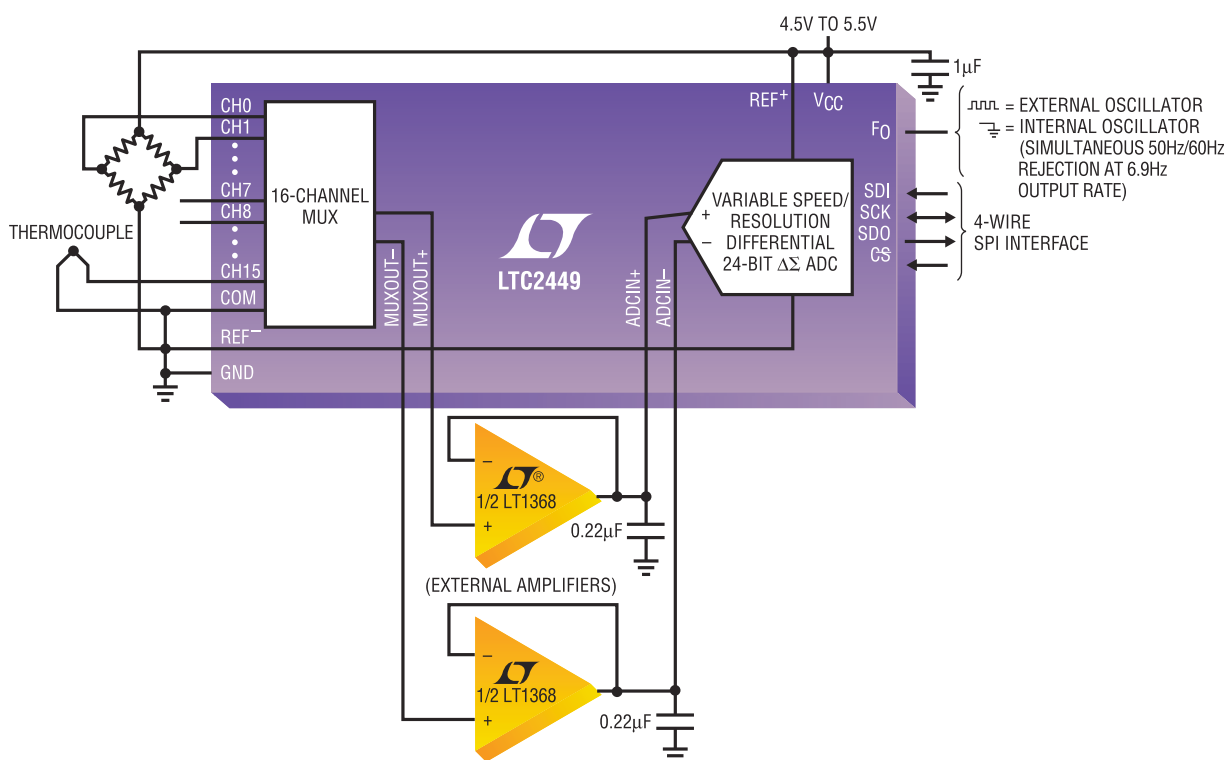 4.5V TO 5.5V
1µF
REF+
VCC
FO
= EXTERNAL OSCILLATOR
= INTERNAL OSCILLATOR
(SIMULTANEOUS 50Hz/60Hz
REJECTION AT 6.9Hz
OUTPUT RATE)
CH0
CH1
CH7
CH8
CH15
COM
REF–
GND
THERMOCOUPLE
16-CHANNEL
MUX
MUXOUT–
MUXOUT+
LTC2449
ADCIN+
ADCIN–
+
–
VARIABLE SPEED/
RESOLUTION
DIFFERENTIAL
24-BIT ΔΣ ADC
SDI
SCK
SDO
C̅S̅
4-WIRE
SPI INTERFACE
–
®
1/2 LT1368
+
0.22µF
(EXTERNAL AMPLIFIERS)
–
1/2 LT1368
+
0.22µF